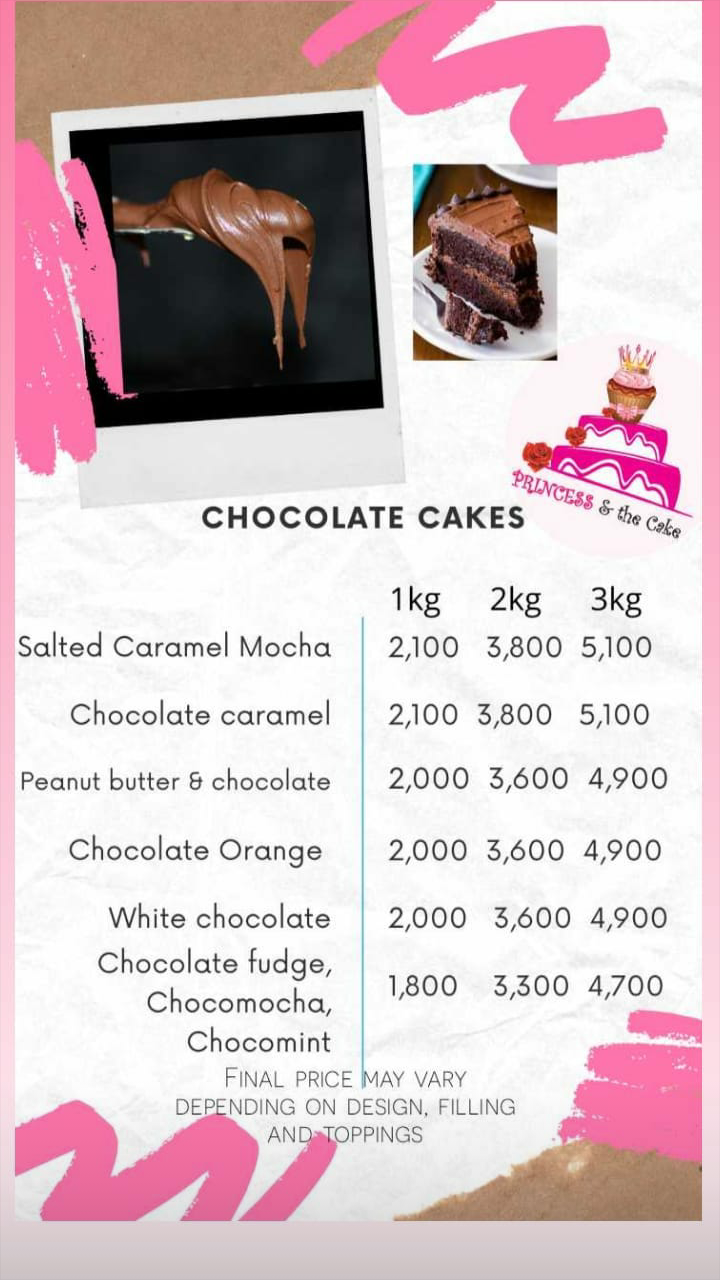 PRINCESS & the Cake
CHOCOLATE CAKES
1kg 2kg 3kg
Salted Caramel Mocha 2,100 3,800 5,100
Chocolate caramel 2,100 3,800 5,100
Peanut butter & chocolate 2,000 3,600 4,900
Chocolate Orange 2,000 3,600 4,900
White chocolate 2,000 3,600 4,900
Chocolate fudge,
Chocomocha, 1,800 3,300 4,700
Chocomint
FINAL PRICE MAY VARY
DEPENDING ON DESIGN, FILLING
AND TOPPINGS